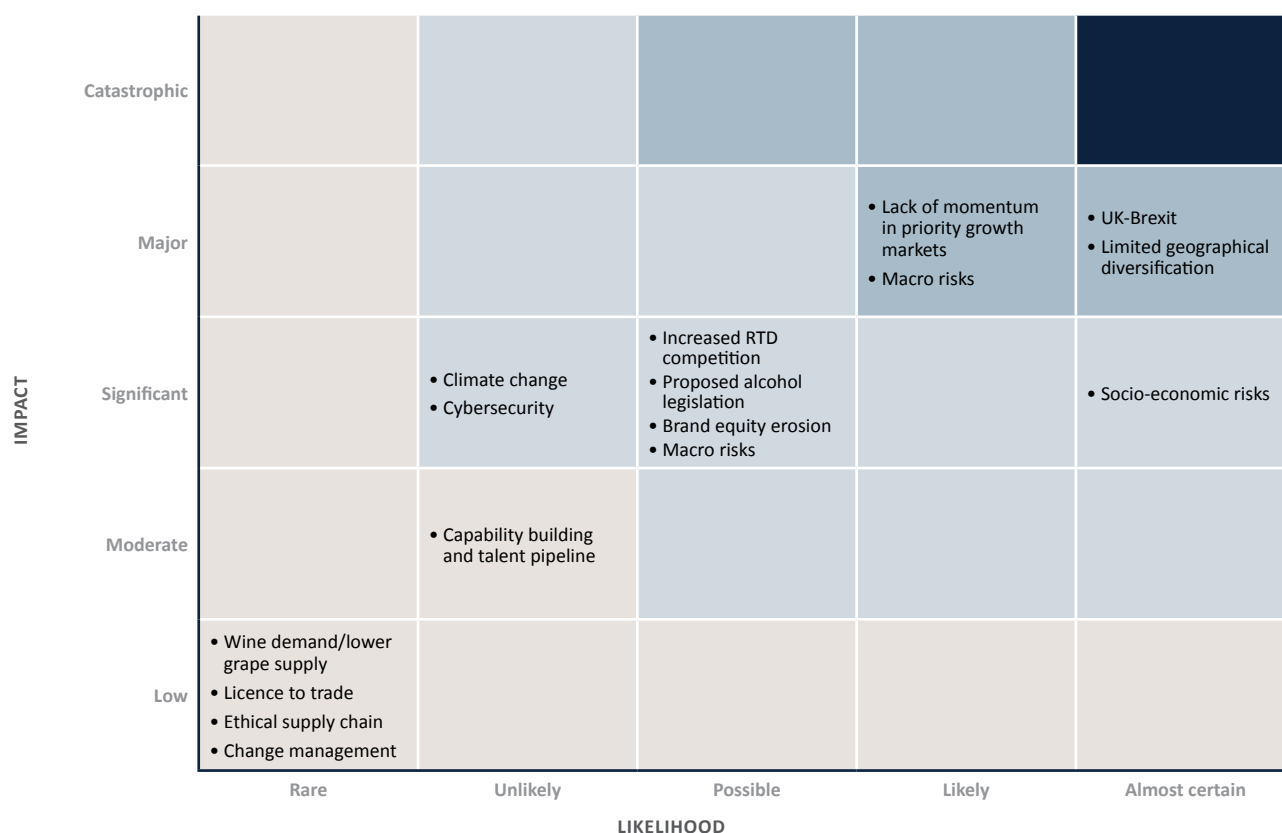 Catastrophic
Major
• Lack of momentum
in priority growth
markets
• Macro risks
• UK-Brexit
• Limited geographical
diversification
IMPACT
Significant
• Climate change
• Cybersecurity
• Increased RTD
competition
• Proposed alcohol
legislation
• Brand equity erosion
• Macro risks
• Socio-economic risks
Moderate
• Capability building
and talent pipeline
Low
• Wine demand/lower
grape supply
• Licence to trade
• Ethical supply chain
• Change management
Rare
Unlikely
Possible
Likely
Almost certain
LIKELIHOOD